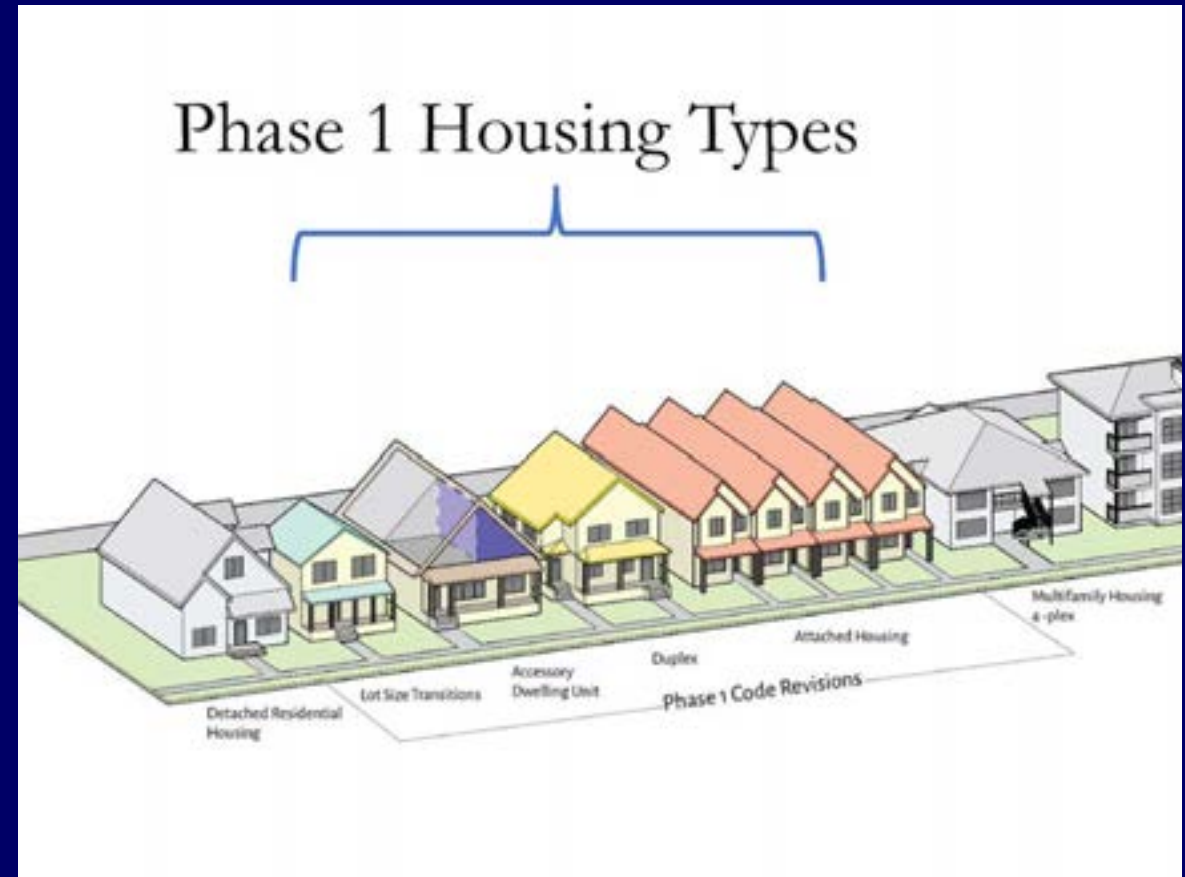 Phase 1 Housing Types
Detached Residential
Housing
Lot Size Transitions
Accessory
Dwelling Unit
Duplex
Attached Housing
Multifamily Housing
4 -plex
Phase 1 Code Revisions